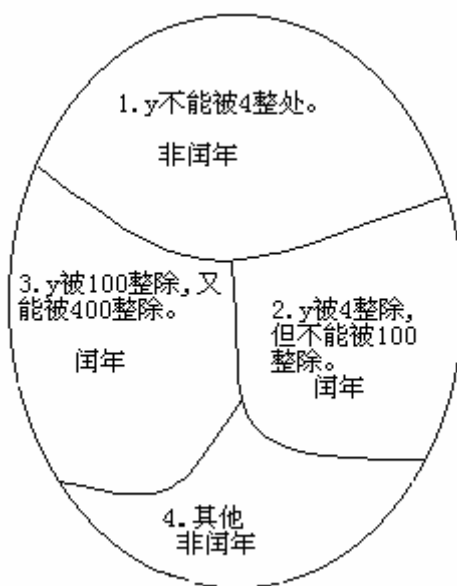 1.y不能被4整处。
非闰年
3.y被100整除,又
能被400整除。
闰年
2.y被4整除,
但不能被100
整除。
闰年
4.其他
非闰年